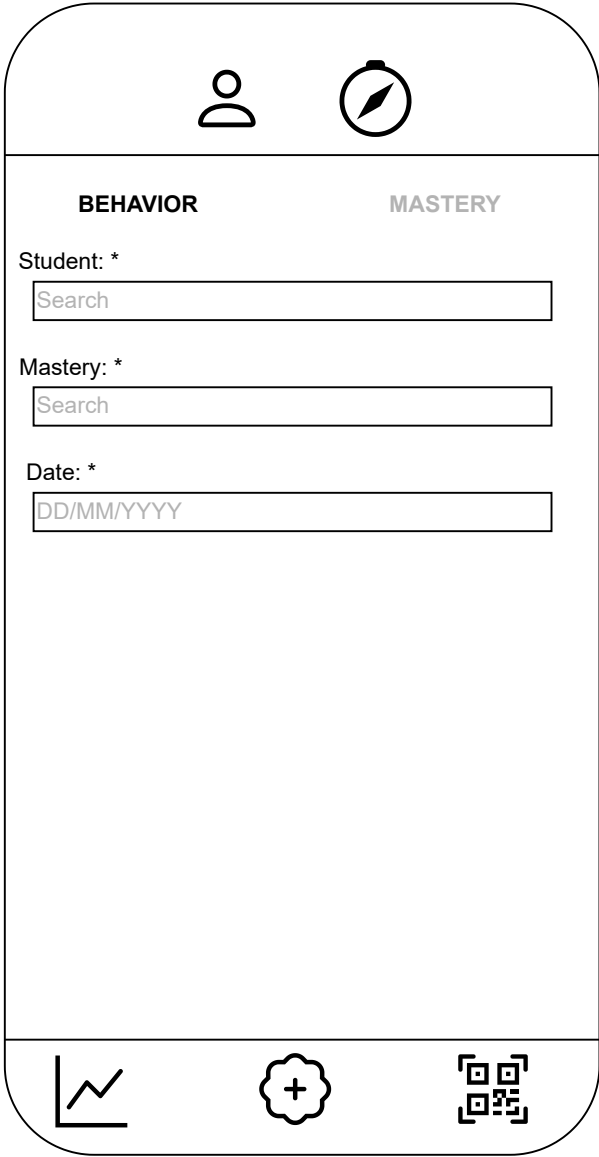 BEHAVIOR MASTERY
Student: *
Search
Mastery: *
Search
Date: *
DD/MM/YYYY